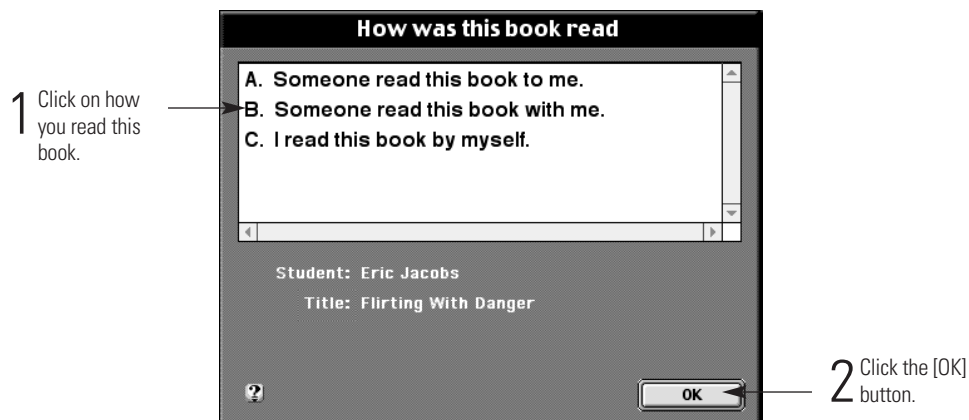 How was this book read
A. Someone read this book to me.
B. Someone read this book with me.
C. I read this book by myself.
1 Click on how
you read this
book.
Student: Eric Jacobs
Title: Flirting With Danger
?
OK
2 Click the [OK]
button.